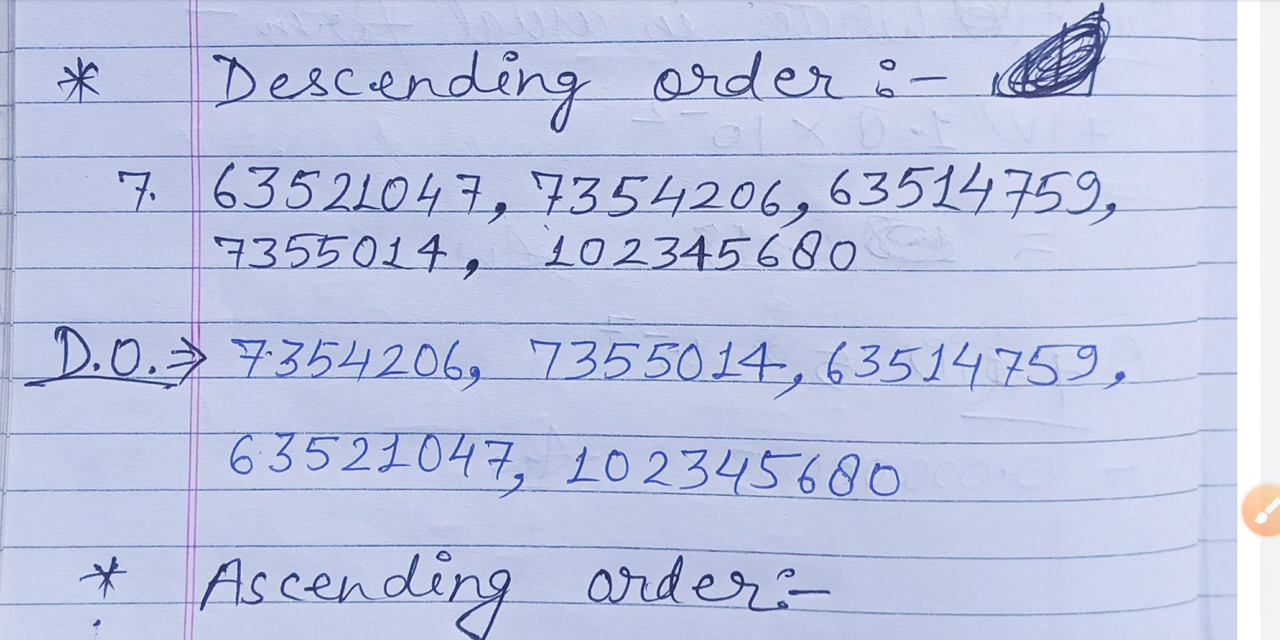 * Descending order :-
7. 63521047, 7354206, 63514759,
7355014, 102345680
D.O. ⇒ 7354206, 7355014, 63514759,
63521047, 102345680
* Ascending order:-